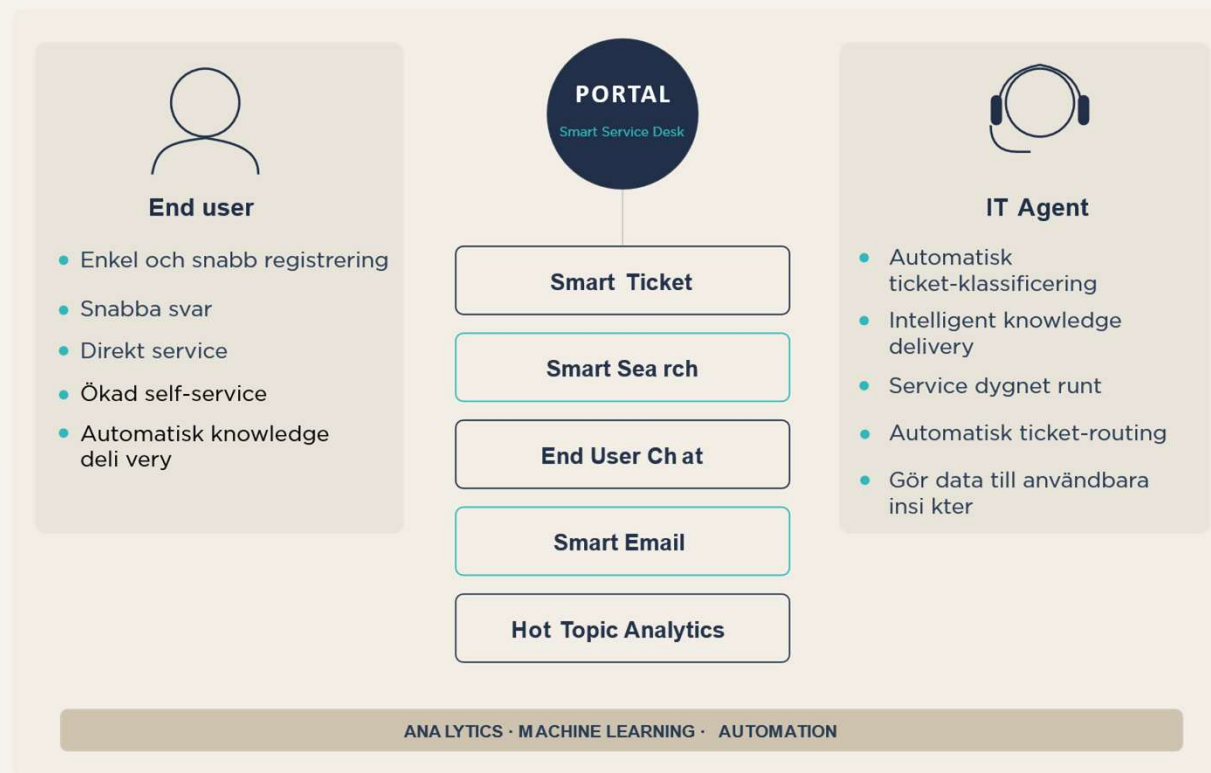 End user
Enkel och snabb registrering
Snabba svar
Direkt service
Ökad self-service
Automatisk knowledge
deli very
PORTAL
Smart Service Desk
Smart Ticket
Smart Sea rch
End User Ch at
Smart Email
Hot Topic Analytics
IT Agent
Automatisk
ticket-klassificering
Intelligent knowledge
delivery
Service dygnet runt
Automatisk ticket-routing
Gör data till användbara
insi kter
ANA LYTICS · MACHINE LEARNING · AUTOMATION